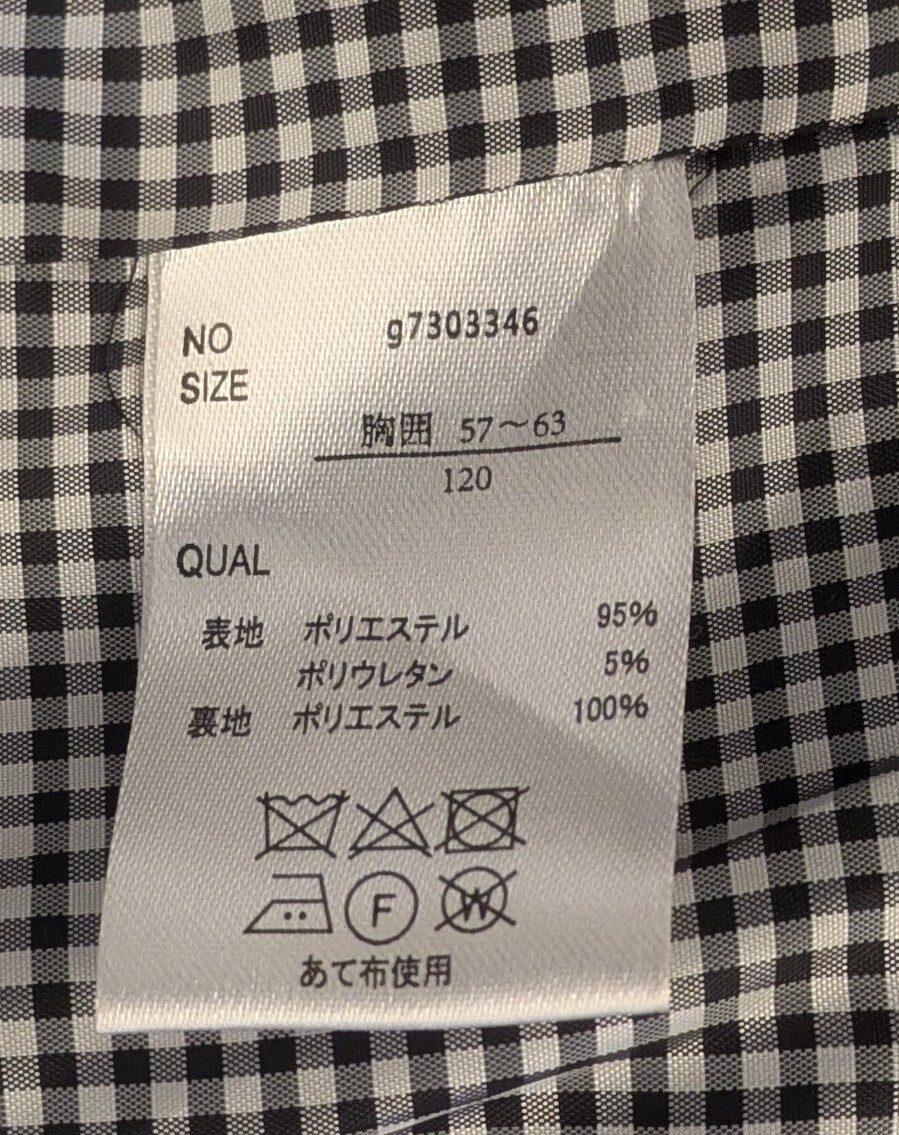 NO g7303346
SIZE
胸囲 57〜63
120
QUAL
表地 ポリエステル 95%
ポリウレタン 5%
裏地 ポリエステル 100%
F W
あて布使用